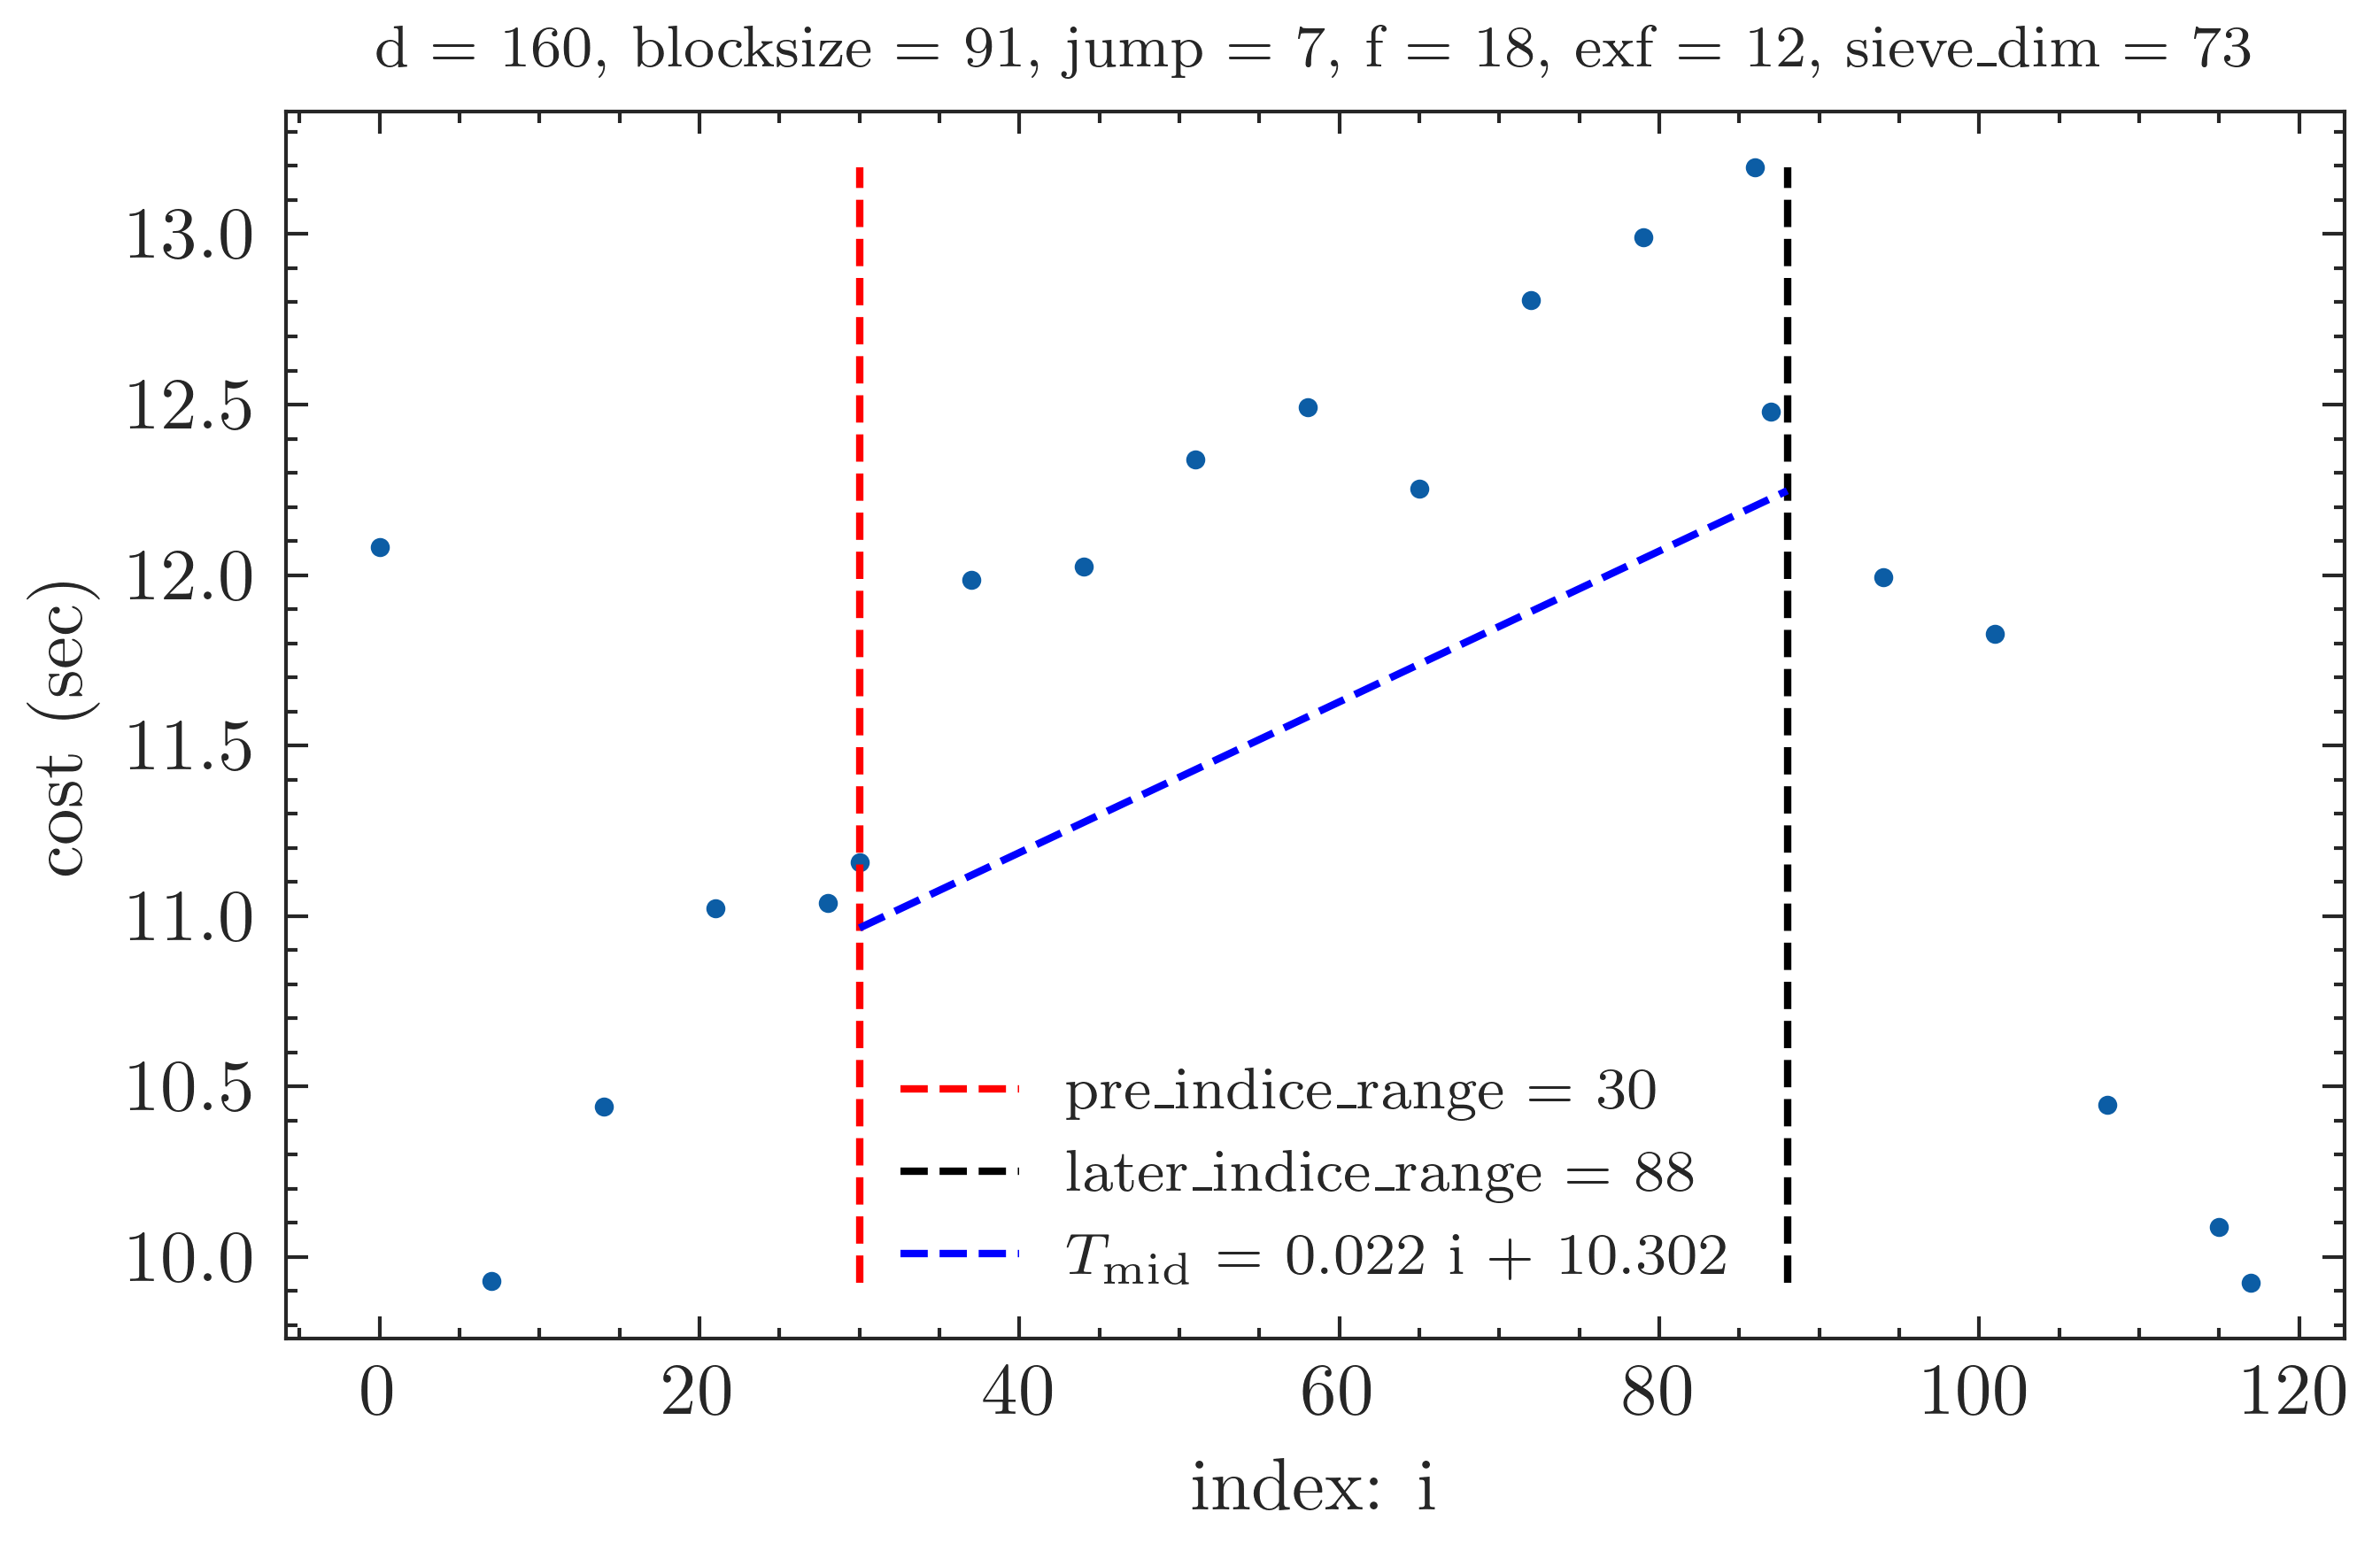 d = 160, blocksize = 91, jump = 7, f = 18, exf = 12, sieve_dim = 73
cost (sec)
13.0
12.5
12.0
11.5
11.0
10.5
10.0
pre_indice_range = 30
later_indice_range = 88
T_mid = 0.022 i + 10.302
0 20 40 60 80 100 120
index: i